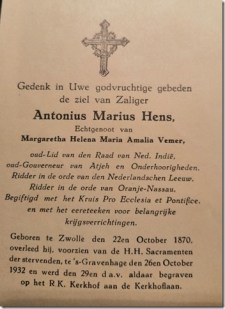 Gedenk in Uwe godvruchtige gebeden
de ziel van Zaliger
Antonius Marius Hens,
Echtgenoot van
Margaretha Helena Maria Amalia Vemer,
oud-Lid van den Raad van Ned. Indië,
oud-Gouverneur van Atjeh en Onderhoorigheden.
Ridder in de orde van den Nederlandschen Leeuw.
Ridder in de orde van Oranje-Nassau.
Begiftigd met het Kruis Pro Ecclesia et Pontifice.
en met het eereteeken voor belangrijke
krijgsverrichtingen.
Geboren te Zwolle den 22en October 1870,
overleed hij, voorzien van de H.H. Sacramenten
der stervenden, te 's-Gravenhage den 26en October
1932 en werd den 29en d.a.v. aldaar begraven
op het R.K. Kerkhof aan de Kerkhoflaan.